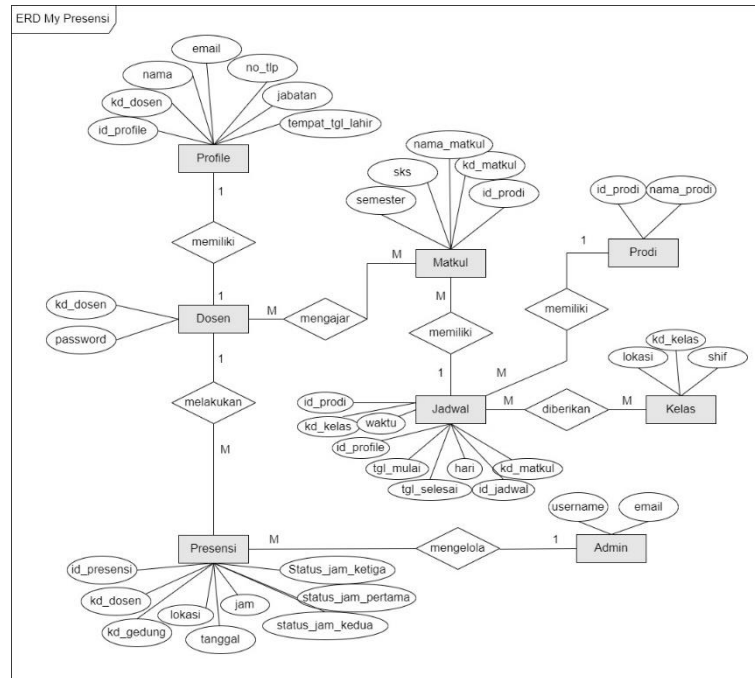 ERD My Presensi
email
nama
no_tlp
kd_dosen
jabatan
id_profile
tempat_tgl_lahir
Profile
1
memiliki
1
Dosen
kd_dosen
password
M
mengajar
M
nama_matkul
sks
kd_matkul
semester
id_prodi
Matkul
M
memiliki
1
id_prodi
nama_prodi
Prodi
1
memiliki
M
kd_kelas
lokasi
shif
Kelas
M
diberikan
M
Jadwal
id_prodi
kd_kelas
waktu
id_profile
tgl_mulai
hari
kd_matkul
tgl_selesai
id_jadwal
1
melakukan
M
Presensi
M
mengelola
1
username
email
Admin
id_presensi
Status_jam_ketiga
kd_dosen
jam
status_jam_pertama
lokasi
kd_gedung
tanggal
status_jam_kedua